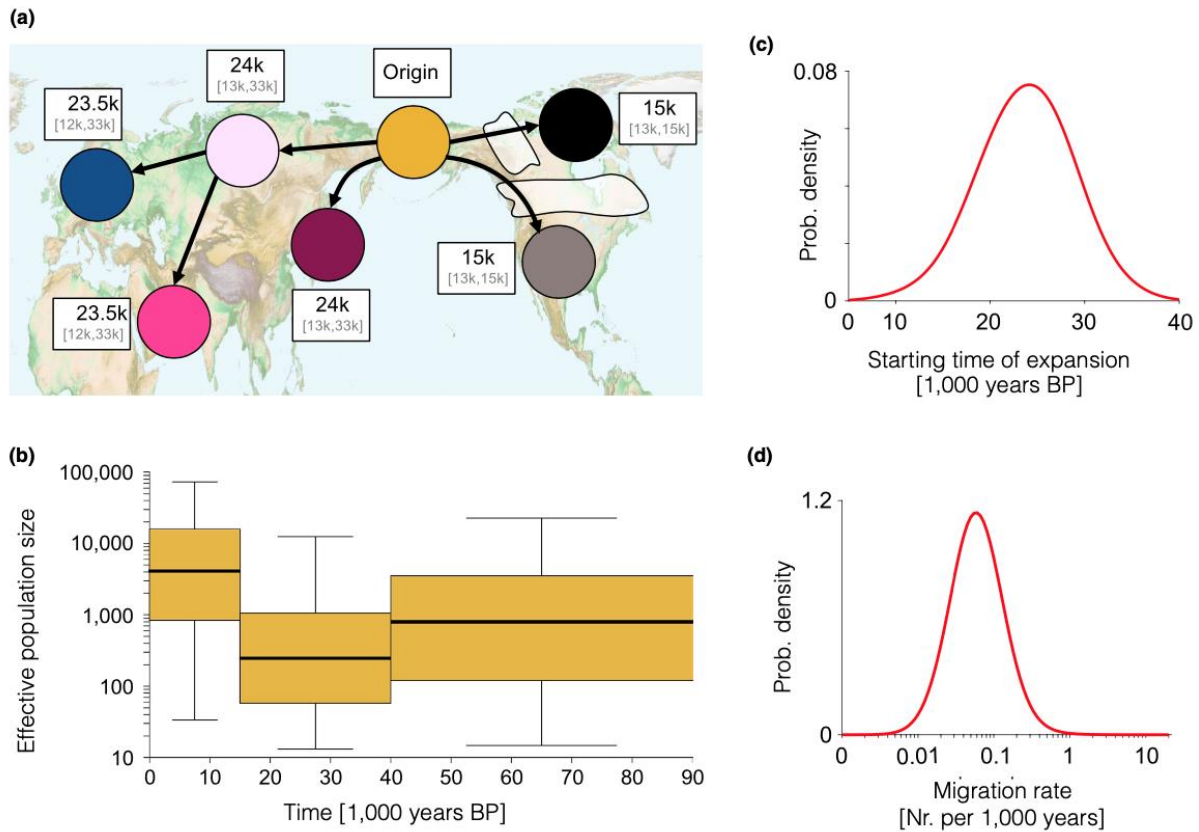 (a)
24k
[13k,33k]
Origin
23.5k
[12k,33k]
15k
[13k,15k]
15k
[13k,15k]
23.5k
[12k,33k]
24k
[13k,33k]
(b)
Effective population size
100,000
10,000
1,000
100
10
0 10 20 30 40 50 60 70 80 90
Time [1,000 years BP]
(c)
Prob. density
0.08
0
0 10 20 30 40
Starting time of expansion
[1,000 years BP]
(d)
Prob. density
1.2
0
0 0.01 0.1 1 10
Migration rate
[Nr. per 1,000 years]